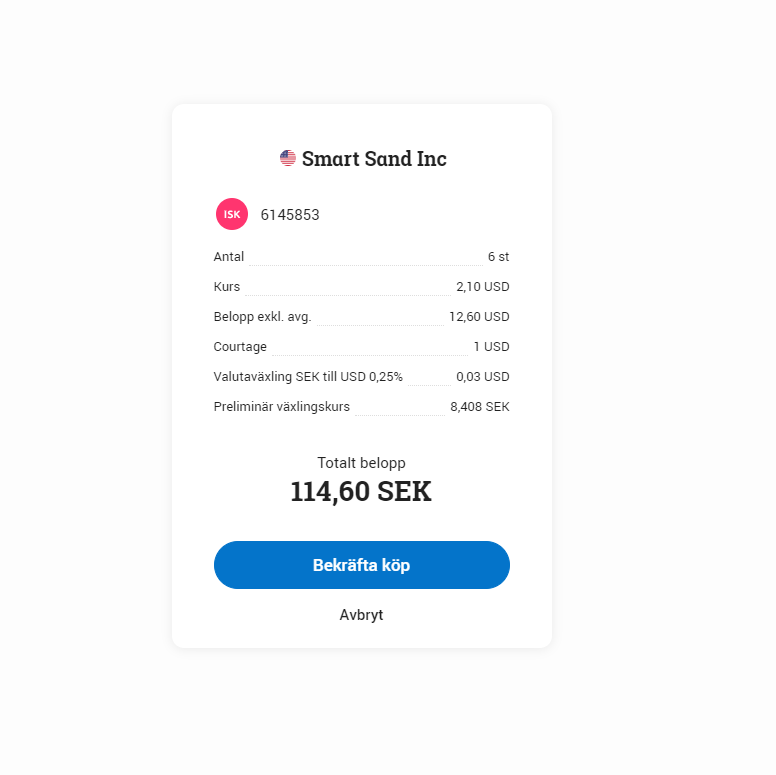 Smart Sand Inc
ISK 6145853
Antal 6 st
Kurs 2,10 USD
Belopp exkl. avg. 12,60 USD
Courtage 1 USD
Valutaväxling SEK till USD 0,25% 0,03 USD
Preliminär växlingskurs 8,408 SEK
Totalt belopp
114,60 SEK
Bekräfta köp
Avbryt